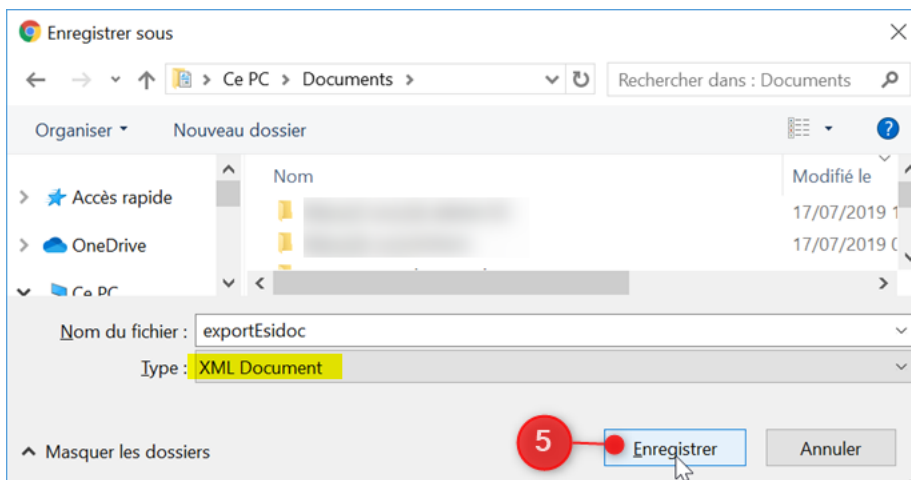 Enregistrer sous
Ce PC > Documents >
Rechercher dans : Documents
Organiser
Nouveau dossier
?
Nom
Modifié le
Accès rapide
17/07/2019 1
OneDrive
17/07/2019 0
Ce PC
Nom du fichier : exportEsidoc
Type : XML Document
Masquer les dossiers
5
Enregistrer
Annuler